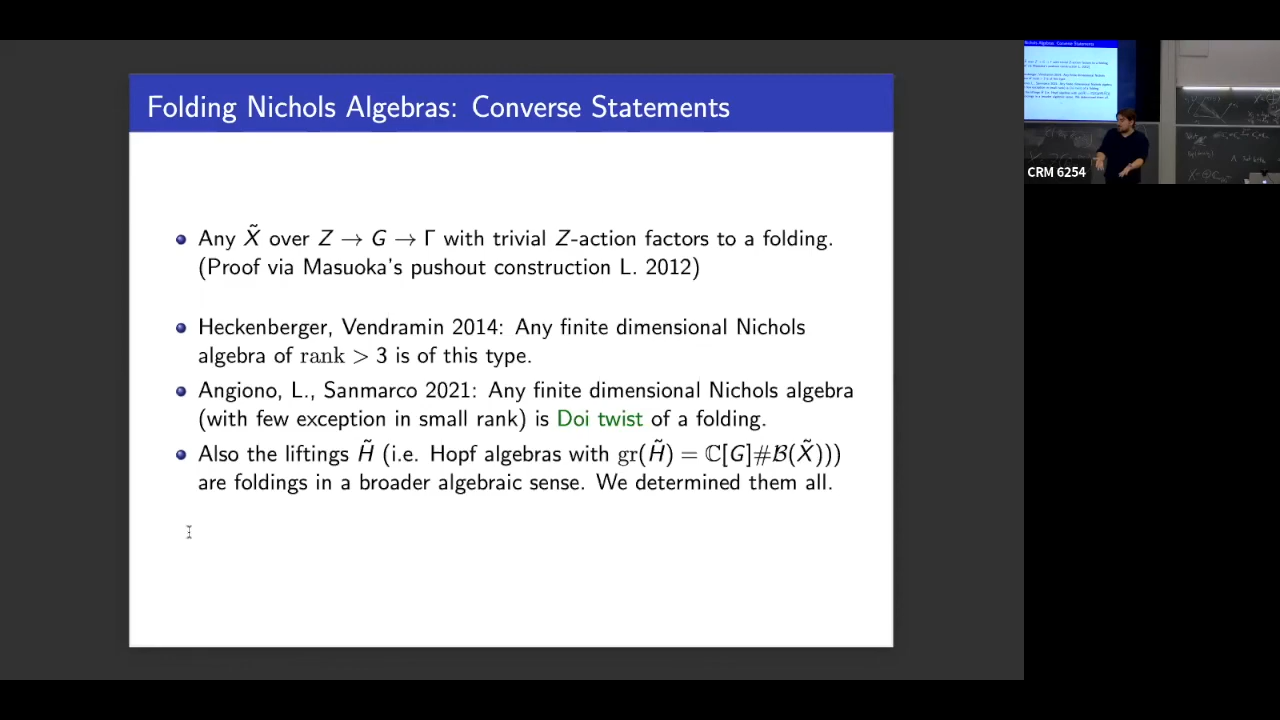 Folding Nichols Algebras: Converse Statements
Any X̃ over Z → G → Γ with trivial Z-action factors to a folding.
(Proof via Masuoka's pushout construction L. 2012)
Heckenberger, Vendramin 2014: Any finite dimensional Nichols
algebra of rank > 3 is of this type.
Angiono, L., Sanmarco 2021: Any finite dimensional Nichols algebra
(with few exception in small rank) is Doi twist of a folding.
Also the liftings H̃ (i.e. Hopf algebras with gr(H̃) = ℂ[G]#ℬ(X̃)))
are foldings in a broader algebraic sense. We determined them all.
CRM 6254